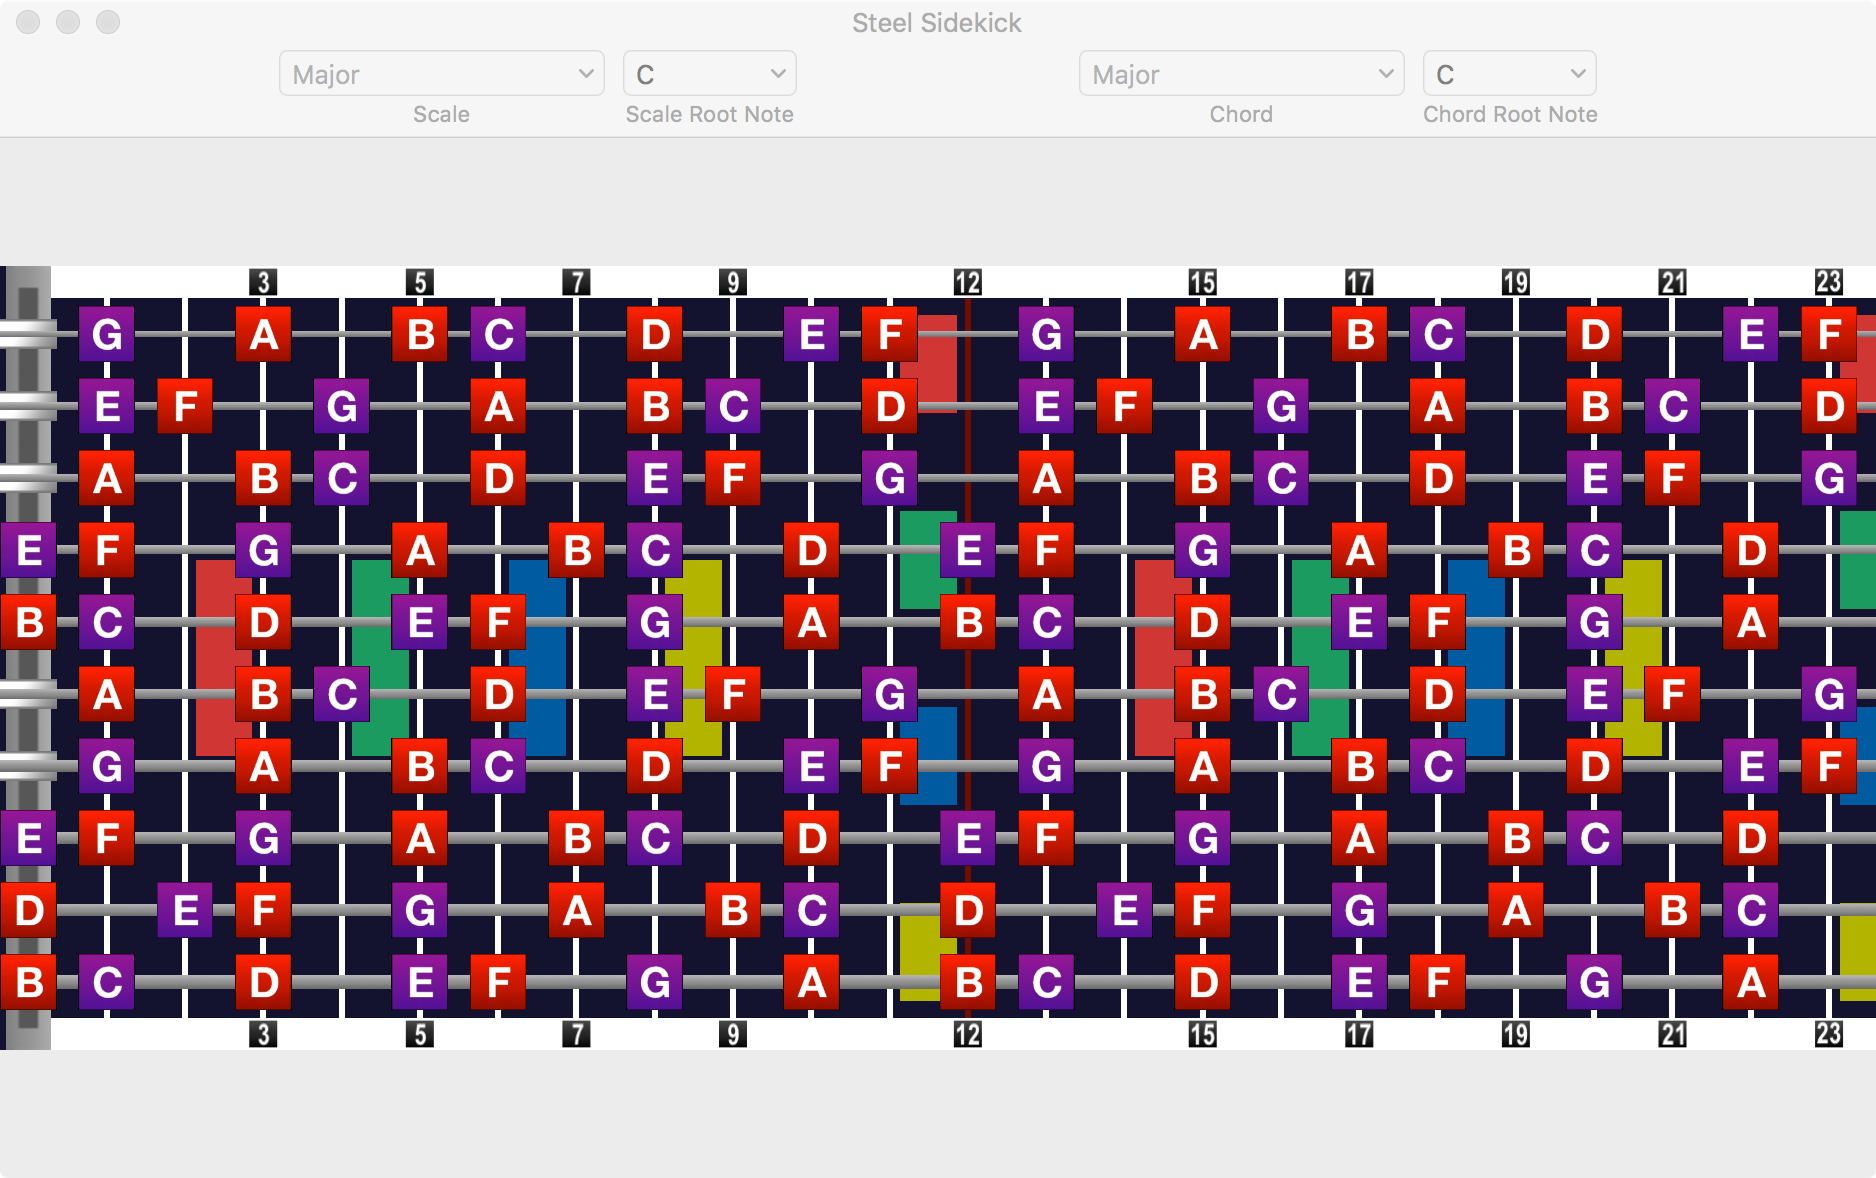 Steel Sidekick
Major C Major C
Scale Scale Root Note Chord Chord Root Note
3 5 7 9 12 15 17 19 21 23
G A B C D E F G A B C D E F
E F G A B C D E F G A B C D
A B C D E F G A B C D E F G
E F G A B C D E F G A B C D
B C D E F G A B C D E F G A
A B C D E F G A B C D E F G
G A B C D E F G A B C D E F
E F G A B C D E F G A B C D
D E F G A B C D E F G A B C
B C D E F G A B C D E F G A
3 5 7 9 12 15 17 19 21 23